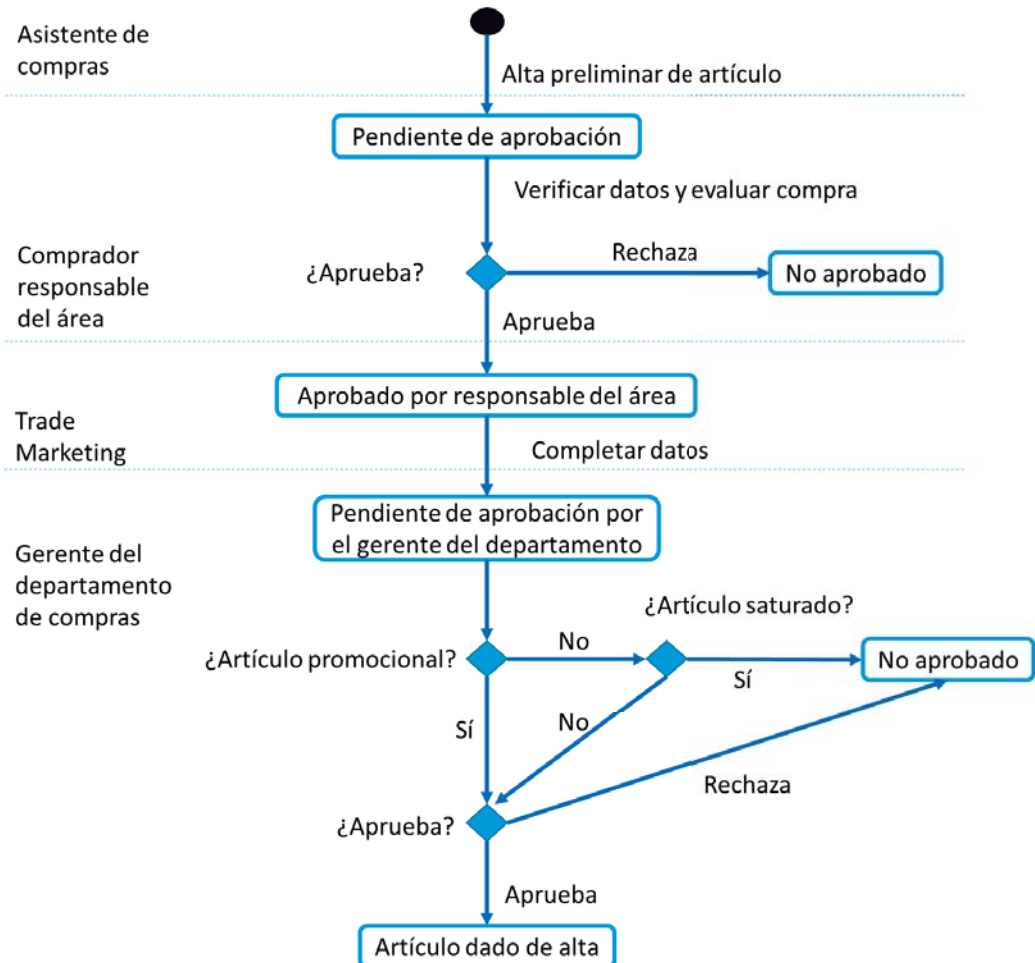 Asistente de
compras
Alta preliminar de artículo
Pendiente de aprobación
Verificar datos y evaluar compra
Comprador
responsable
del área
¿Aprueba?
Rechaza
No aprobado
Aprueba
Aprobado por responsable del área
Trade
Marketing
Completar datos
Pendiente de aprobación por
el gerente del departamento
Gerente del
departamento
de compras
¿Artículo saturado?
¿Artículo promocional?
No
Sí
No aprobado
Sí
No
Rechaza
¿Aprueba?
Aprueba
Artículo dado de alta